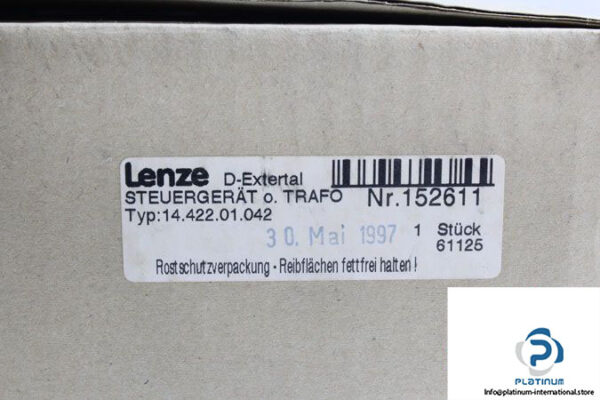 Lenze D-Extertal
STEUERGERÄT o. TRAFO Nr.152611
Typ:14.422.01.042
30. Mai 1997 1 Stück
61125
Rostschutzverpackung - Reibflächen fettfrei halten !
PLATINUM
Info@platinum-international.store